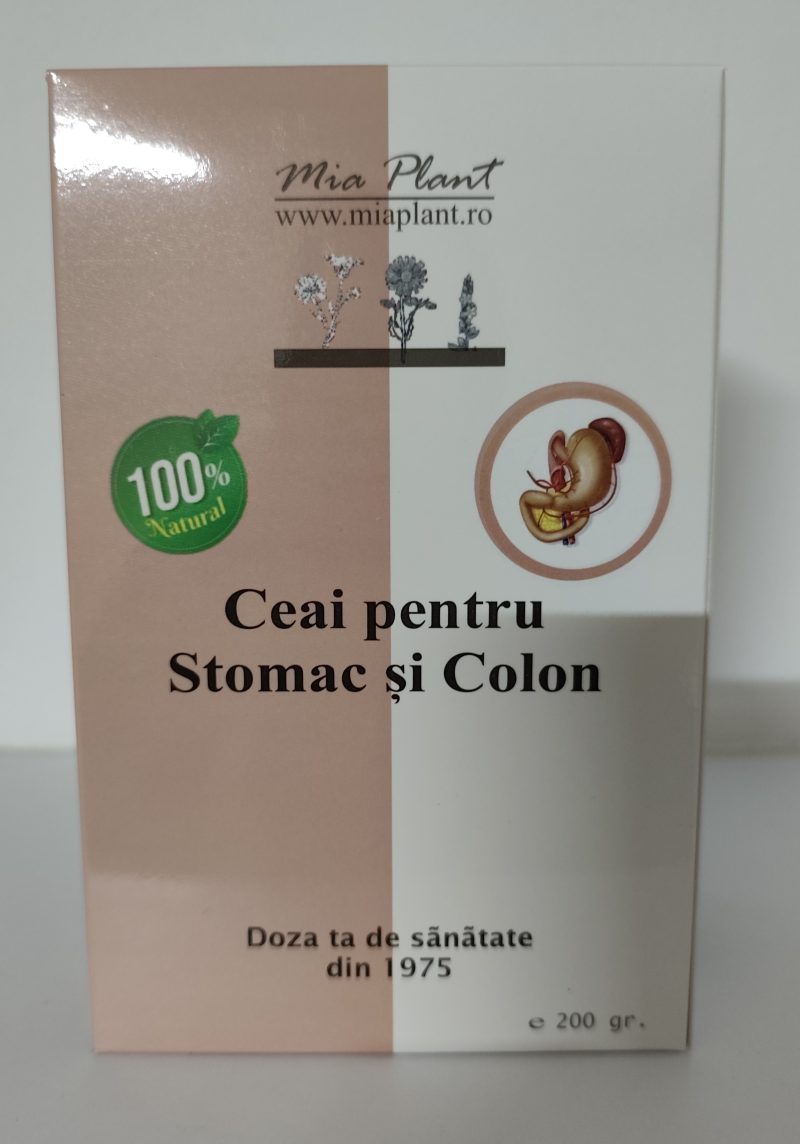 Mia Plant
www.miaplant.ro
100%
Natural
Ceai pentru
Stomac și Colon
Doza ta de sãnãtate
din 1975
℮ 200 gr.